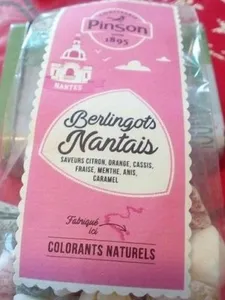 Pinson
1895
NANTES
Berlingots
Nantais
SAVEURS CITRON, ORANGE, CASSIS,
FRAISE, MENTHE, ANIS,
CARAMEL
Fabriqué
Ici
COLORANTS NATURELS